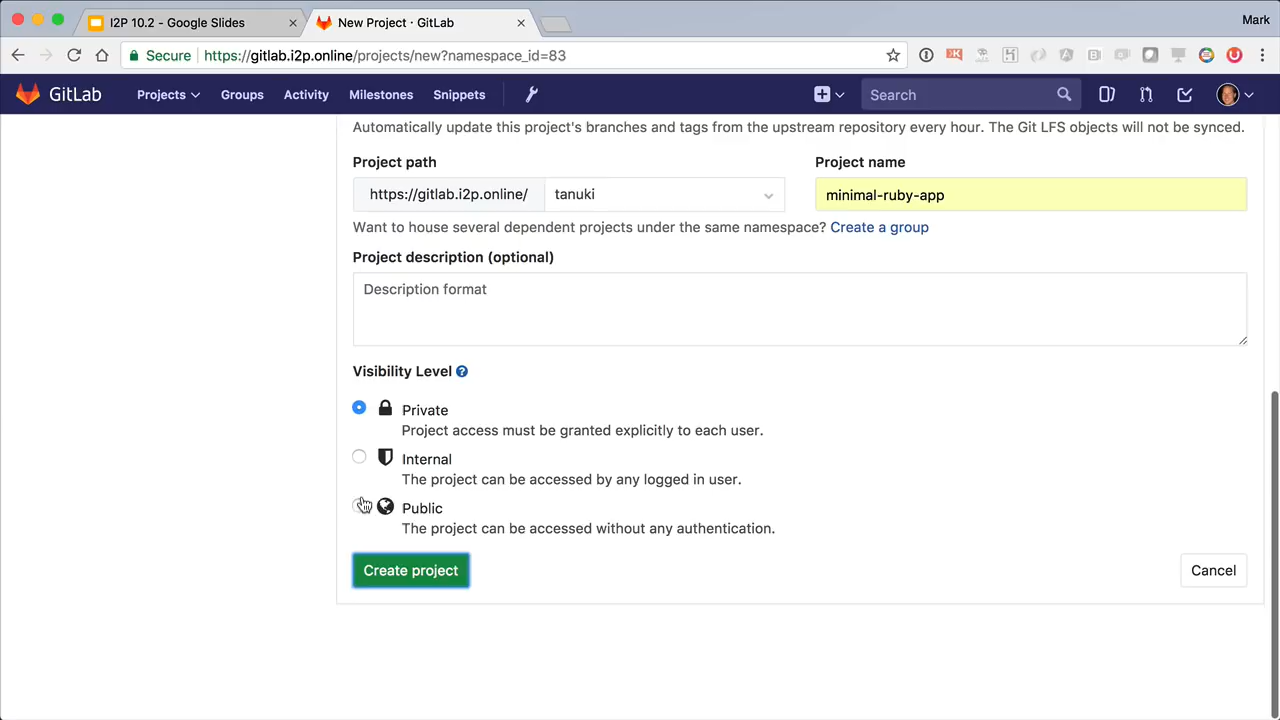 I2P 10.2 - Google Slides
New Project · GitLab
Mark
Secure https://gitlab.i2p.online/projects/new?namespace_id=83
GitLab Projects Groups Activity Milestones Snippets Search
Automatically update this project's branches and tags from the upstream repository every hour. The Git LFS objects will not be synced.
Project path
Project name
https://gitlab.i2p.online/ tanuki
minimal-ruby-app
Want to house several dependent projects under the same namespace? Create a group
Project description (optional)
Description format
Visibility Level ?
Private
Project access must be granted explicitly to each user.
Internal
The project can be accessed by any logged in user.
Public
The project can be accessed without any authentication.
Create project
Cancel